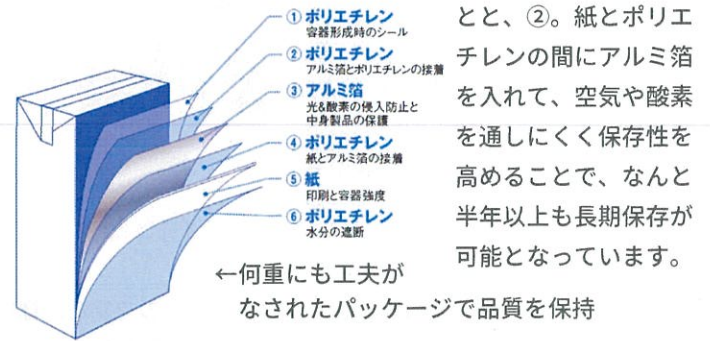 ① ポリエチレン
容器形成時のシール
② ポリエチレン
アルミ箔とポリエチレンの接着
③ アルミ箔
光&酸素の侵入防止と
中身製品の保護
④ ポリエチレン
紙とアルミ箔の接着
⑤ 紙
印刷と容器強度
⑥ ポリエチレン
水分の遮断
←何重にも工夫が
なされたパッケージで品質を保持
とと、②。紙とポリエ
チレンの間にアルミ箔
を入れて、空気や酸素
を通しにくく保存性を
高めることで、なんと
半年以上も長期保存が
可能となっています。